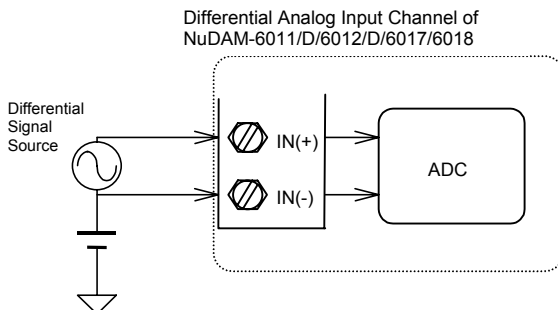 Differential Analog Input Channel of
NuDAM-6011/D/6012/D/6017/6018
Differential
Signal
Source
IN(+)
IN(-)
ADC